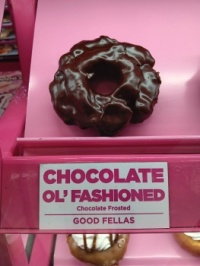 CHOCOLATE
OL' FASHIONED
Chocolate Frosted
GOOD FELLAS